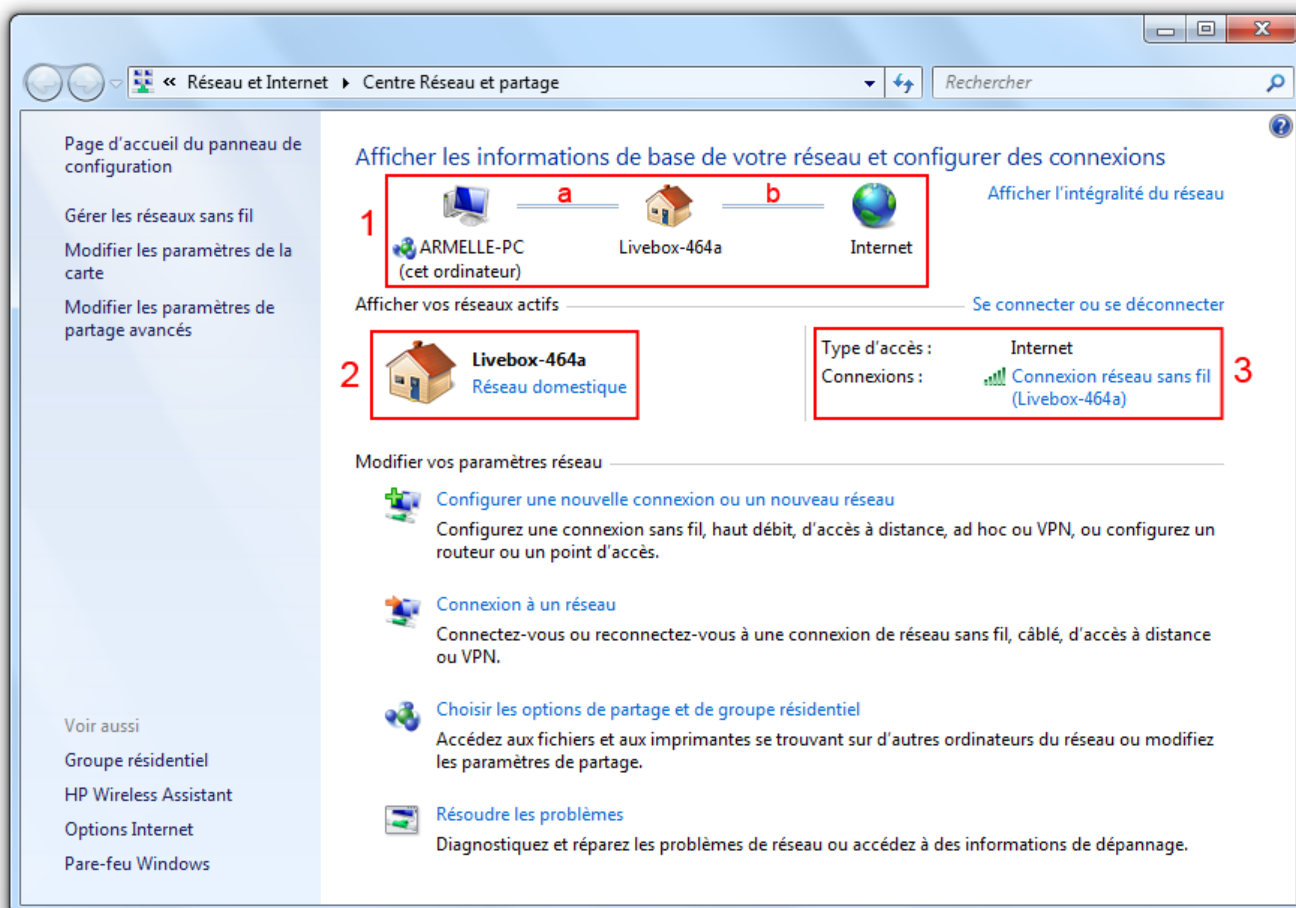 « Réseau et Internet ▸ Centre Réseau et partage
Rechercher
Page d'accueil du panneau de
configuration
Gérer les réseaux sans fil
Modifier les paramètres de la
carte
Modifier les paramètres de
partage avancés
Voir aussi
Groupe résidentiel
HP Wireless Assistant
Options Internet
Pare-feu Windows
Afficher les informations de base de votre réseau et configurer des connexions
Afficher l'intégralité du réseau
1
a
b
ARMELLE-PC
(cet ordinateur)
Livebox-464a
Internet
Afficher vos réseaux actifs
Se connecter ou se déconnecter
2
Livebox-464a
Réseau domestique
Type d'accès : Internet
Connexions : Connexion réseau sans fil
(Livebox-464a)
3
Modifier vos paramètres réseau
Configurer une nouvelle connexion ou un nouveau réseau
Configurez une connexion sans fil, haut débit, d'accès à distance, ad hoc ou VPN, ou configurez un
routeur ou un point d'accès.
Connexion à un réseau
Connectez-vous ou reconnectez-vous à une connexion de réseau sans fil, câblé, d'accès à distance
ou VPN.
Choisir les options de partage et de groupe résidentiel
Accédez aux fichiers et aux imprimantes se trouvant sur d'autres ordinateurs du réseau ou modifiez
les paramètres de partage.
Résoudre les problèmes
Diagnostiquez et réparez les problèmes de réseau ou accédez à des informations de dépannage.